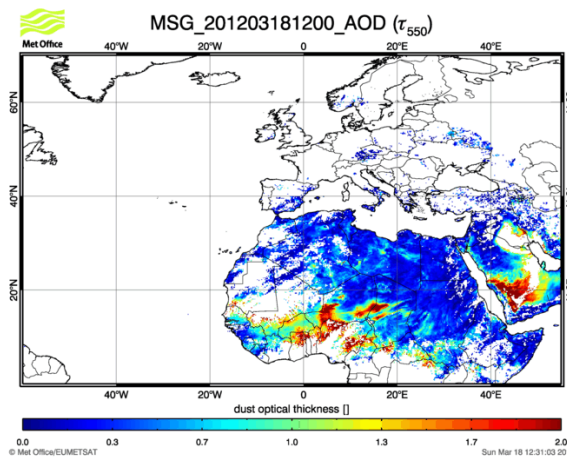 Met Office
MSG_201203181200_AOD (τ550)
40°W 20°W 0°E 20°E 40°E
60°N
40°N
20°N
40°W 20°W 0°E 20°E 40°E
dust optical thickness []
0.0 0.3 0.7 1.0 1.3 1.7 2.0
© Met Office/EUMETSAT
Sun Mar 18 12:31:03 20